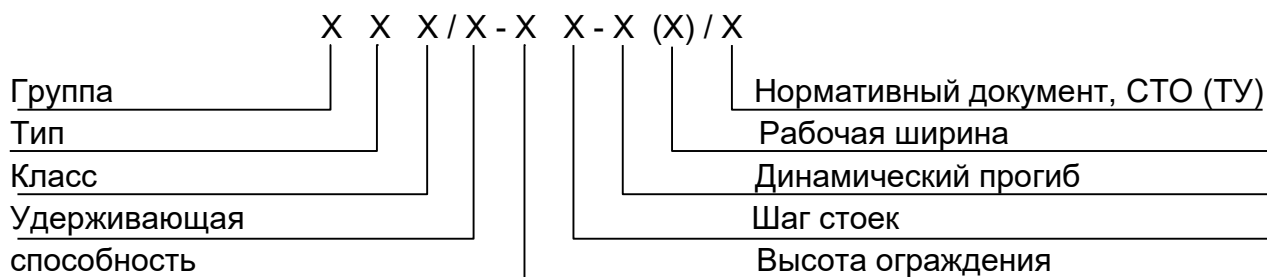 Х Х Х / Х - Х Х - Х (Х) / Х
Группа
Нормативный документ, СТО (ТУ)
Тип
Рабочая ширина
Класс
Динамический прогиб
Удерживающая
Шаг стоек
способность
Высота ограждения